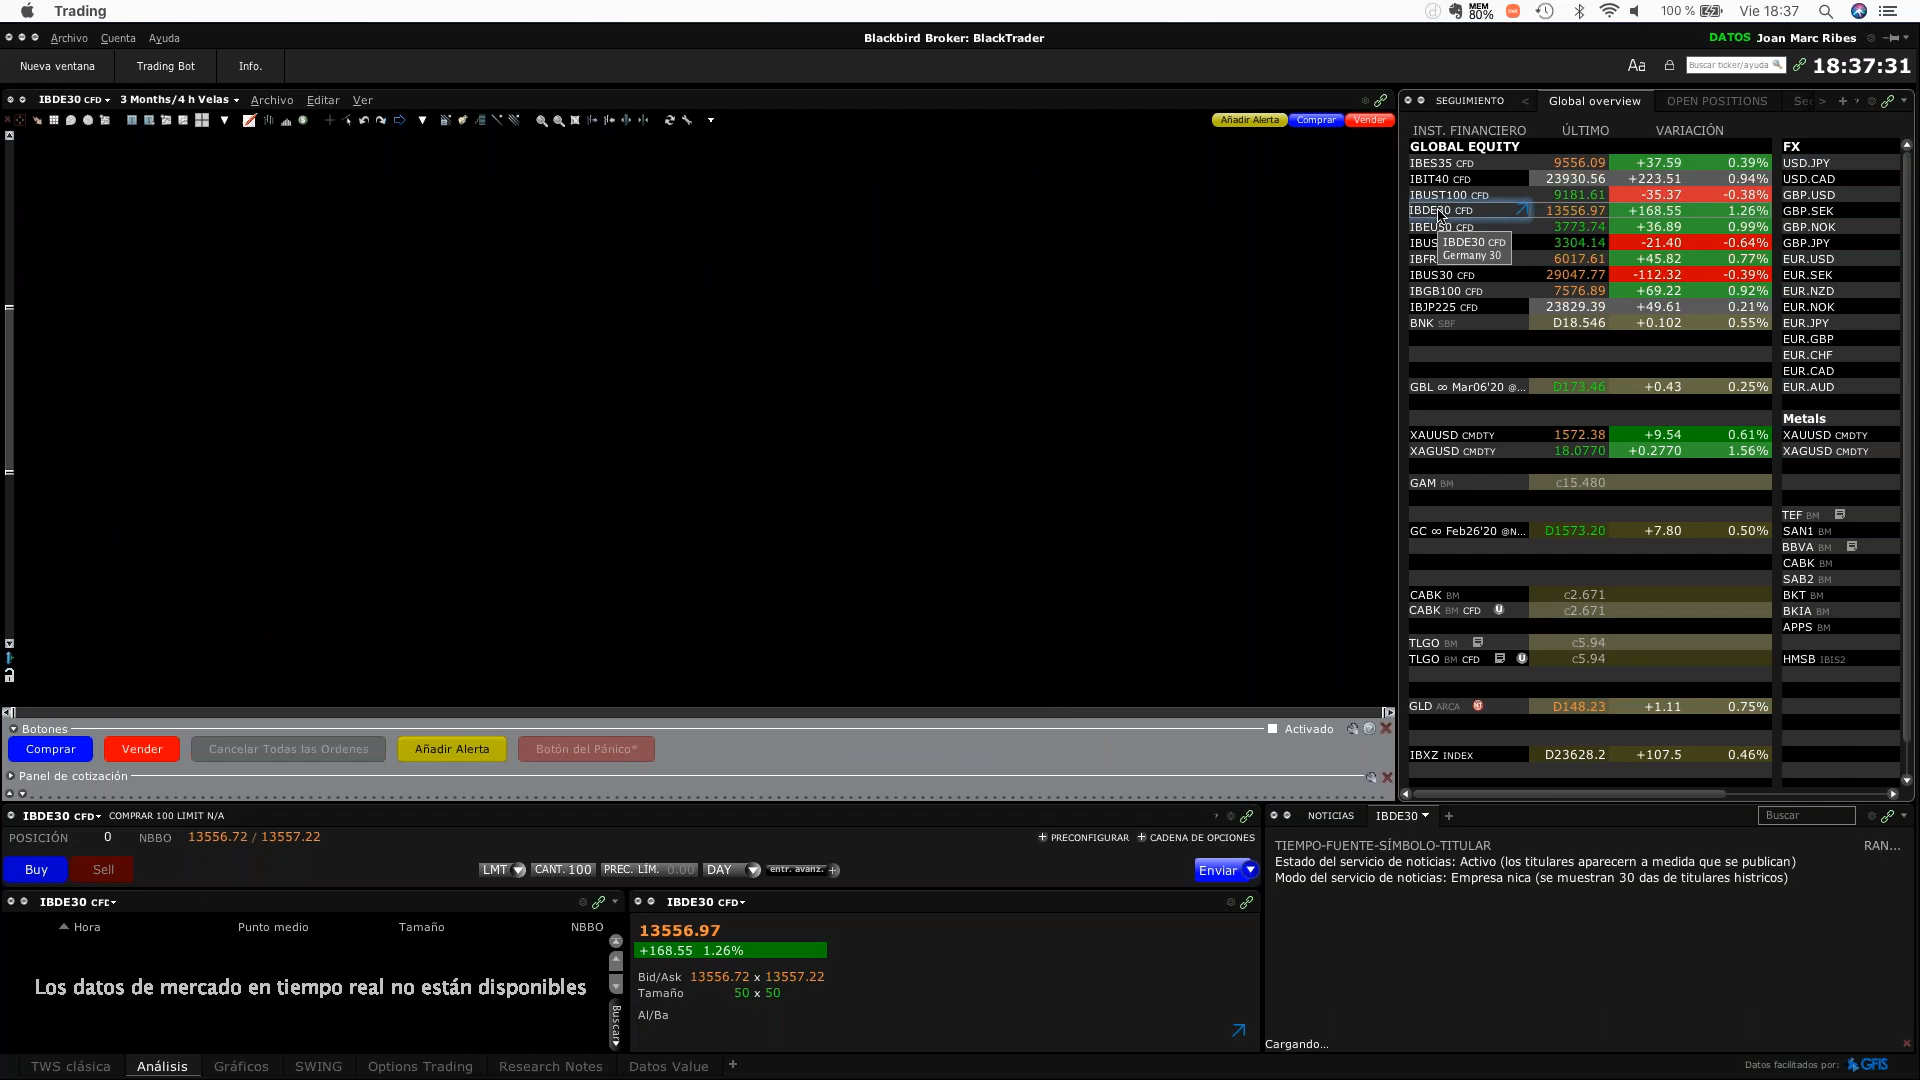 Trading
MEM
80%
100 %
Vie 18:37
Archivo Cuenta Ayuda
Blackbird Broker: BlackTrader
DATOS Joan Marc Ribes
Nueva ventana Trading Bot Info.
Aa
Buscar ticker/ayuda
18:37:31
IBDE30 CFD 3 Months/4 h Velas Archivo Editar Ver
Añadir Alerta Comprar Vender
SEGUIMIENTO < Global overview OPEN POSITIONS Sec > +
INST. FINANCIERO ÚLTIMO VARIACIÓN
GLOBAL EQUITY FX
IBES35 CFD 9556.09 +37.59 0.39% USD.JPY
IBIT40 CFD 23930.56 +223.51 0.94% USD.CAD
IBUST100 CFD 9181.61 -35.37 -0.38% GBP.USD
IBDE30 CFD 13556.97 +168.55 1.26% GBP.SEK
IBEU50 CFD 3773.74 +36.89 0.99% GBP.NOK
IBUS 3304.14 -21.40 -0.64% GBP.JPY
IBFR 6017.61 +45.82 0.77% EUR.USD
IBDE30 CFD
Germany 30
IBUS30 CFD 29047.77 -112.32 -0.39% EUR.SEK
IBGB100 CFD 7576.89 +69.22 0.92% EUR.NZD
IBJP225 CFD 23829.39 +49.61 0.21% EUR.NOK
BNK SBF D18.546 +0.102 0.55% EUR.JPY
EUR.GBP
EUR.CHF
EUR.CAD
GBL ∞ Mar06'20 @... D173.46 +0.43 0.25% EUR.AUD
Metals
XAUUSD CMDTY 1572.38 +9.54 0.61% XAUUSD CMDTY
XAGUSD CMDTY 18.0770 +0.2770 1.56% XAGUSD CMDTY
GAM BM c15.480
TEF BM
GC ∞ Feb26'20 @N... D1573.20 +7.80 0.50% SAN1 BM
BBVA BM
CABK BM
SAB2 BM
CABK BM c2.671 BKT BM
CABK BM CFD c2.671 BKIA BM
APPS BM
TLGO BM c5.94
TLGO BM CFD c5.94 HMSB IBIS2
GLD ARCA D148.23 +1.11 0.75%
IBXZ INDEX D23628.2 +107.5 0.46%
Botones
Activado
Comprar Vender Cancelar Todas las Ordenes Añadir Alerta Botón del Pánico*
Panel de cotización
IBDE30 CFD COMPRAR 100 LIMIT N/A
POSICIÓN 0 NBBO 13556.72 / 13557.22
+ PRECONFIGURAR + CADENA DE OPCIONES
Buy Sell LMT CANT. 100 PREC. LÍM. 0.00 DAY entr. avanz. + Enviar
NOTICIAS IBDE30 + Buscar
TIEMPO-FUENTE-SÍMBOLO-TITULAR RAN...
Estado del servicio de noticias: Activo (los titulares aparecern a medida que se publican)
Modo del servicio de noticias: Empresa nica (se muestran 30 das de titulares histricos)
Cargando...
IBDE30 CFD
Hora Punto medio Tamaño NBBO
Los datos de mercado en tiempo real no están disponibles
Buscar
IBDE30 CFD
13556.97
+168.55 1.26%
Bid/Ask 13556.72 x 13557.22
Tamaño 50 x 50
Al/Ba
TWS clásica Análisis Gráficos SWING Options Trading Research Notes Datos Value +
Datos facilitados por: GFIS